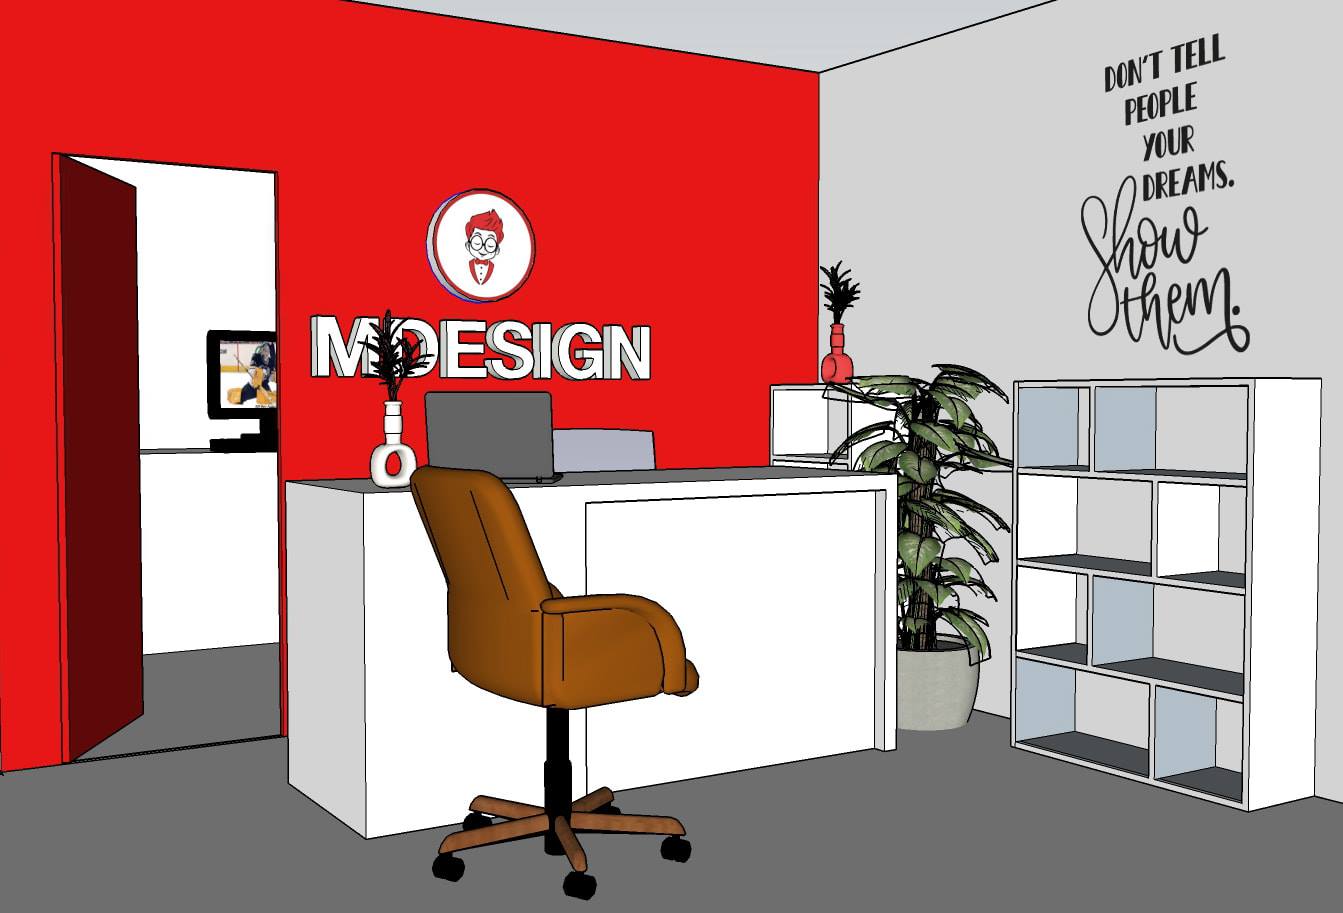 MDESIGN
DON'T TELL
PEOPLE
YOUR
DREAMS.
Show
them.